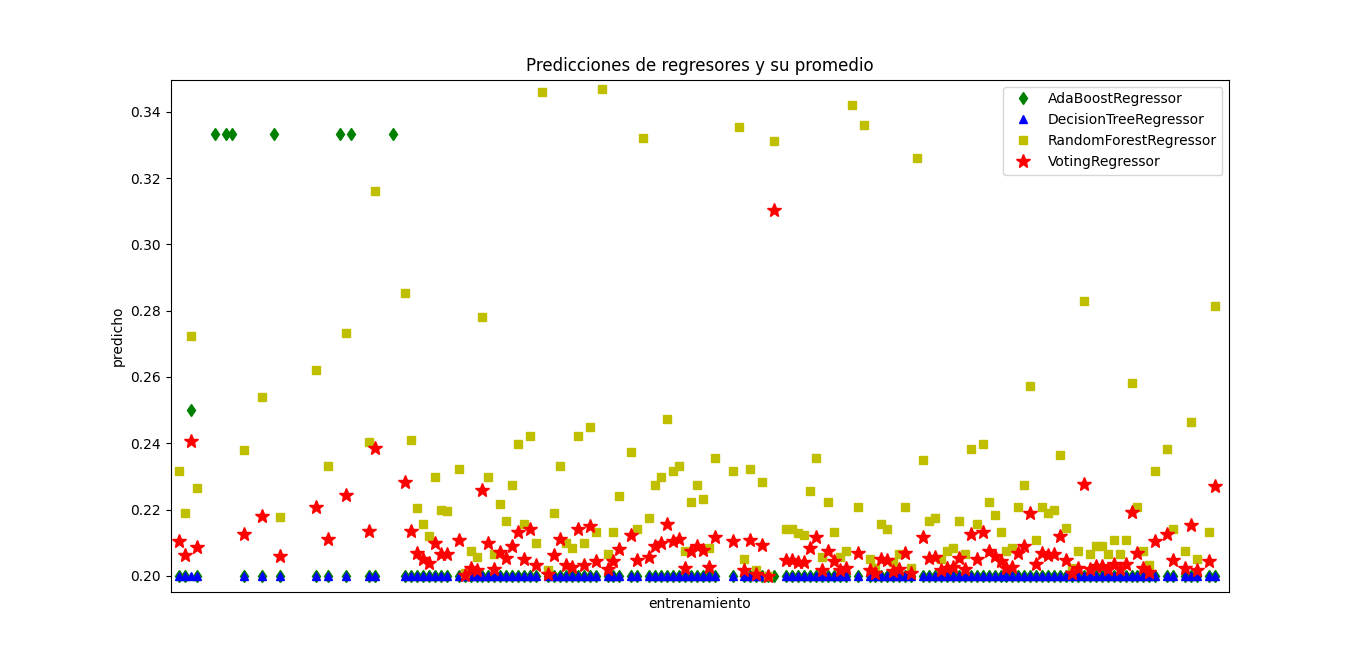 Predicciones de regresores y su promedio
AdaBoostRegressor
DecisionTreeRegressor
RandomForestRegressor
VotingRegressor
predicho
0.34
0.32
0.30
0.28
0.26
0.24
0.22
0.20
entrenamiento